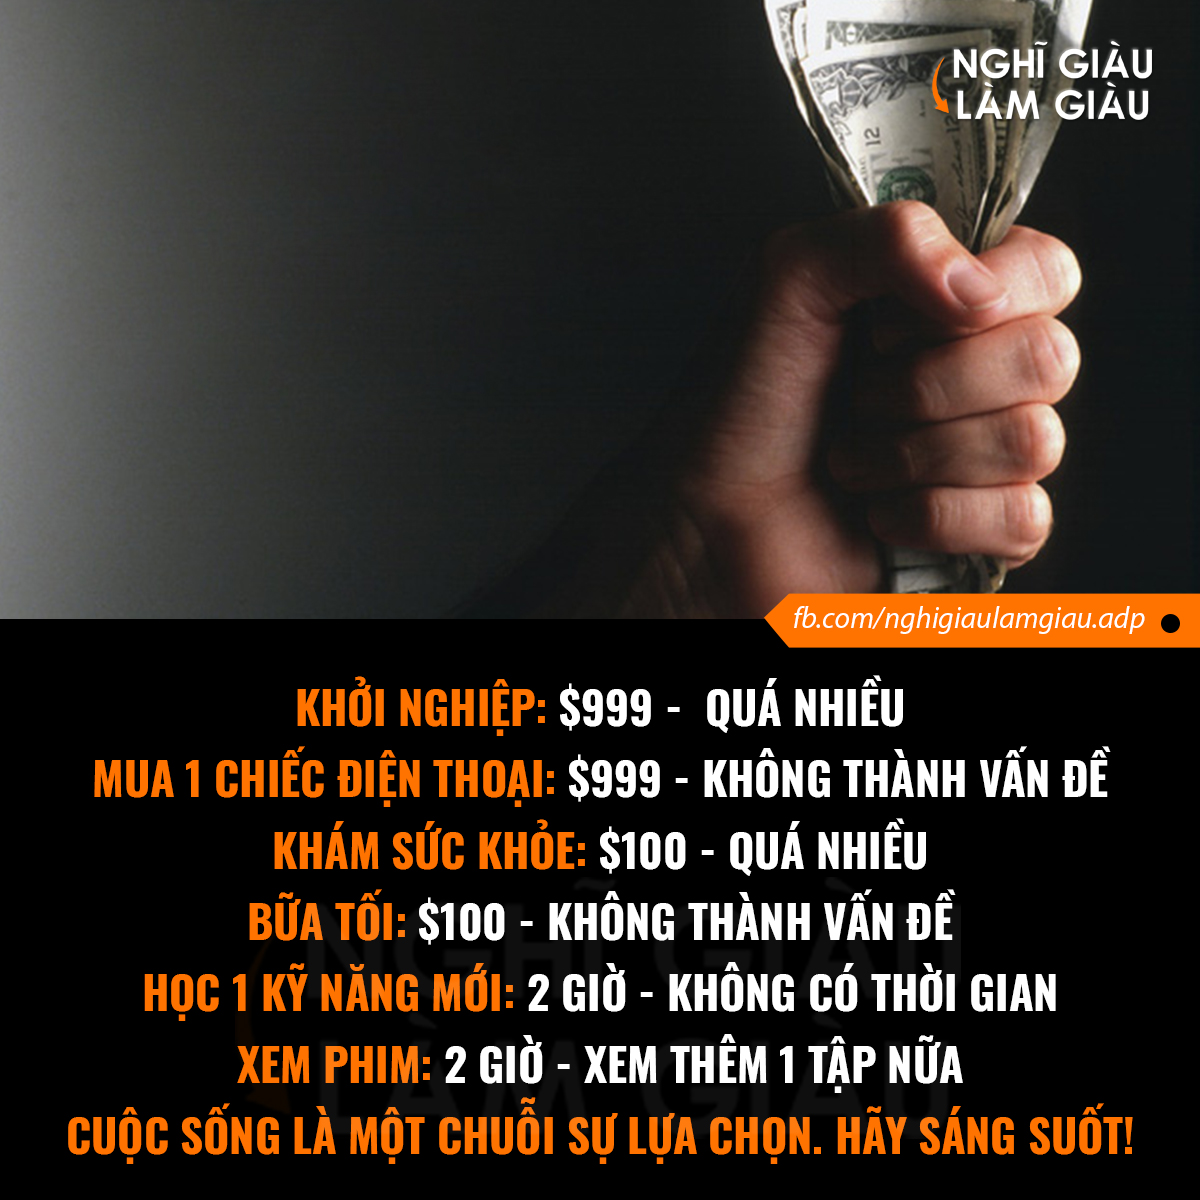 NGHĨ GIÀU
LÀM GIÀU
12
12
fb.com/nghigiaulamgiau.adp
KHỞI NGHIỆP: $999 - QUÁ NHIỀU
MUA 1 CHIẾC ĐIỆN THOẠI: $999 - KHÔNG THÀNH VẤN ĐỀ
KHÁM SỨC KHỎE: $100 - QUÁ NHIỀU
BỮA TỐI: $100 - KHÔNG THÀNH VẤN ĐỀ
HỌC 1 KỸ NĂNG MỚI: 2 GIỜ - KHÔNG CÓ THỜI GIAN
XEM PHIM: 2 GIỜ - XEM THÊM 1 TẬP NỮA
CUỘC SỐNG LÀ MỘT CHUỖI SỰ LỰA CHỌN. HÃY SÁNG SUỐT!